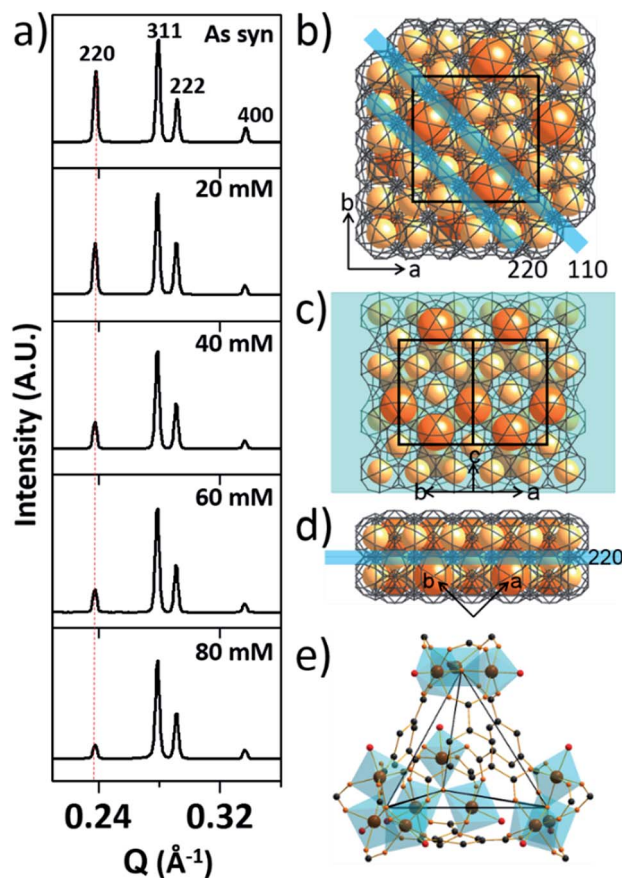 a)
As syn
220
311
222
400
20 mM
40 mM
60 mM
80 mM
Intensity (A.U.)
0.24
0.32
Q (Å⁻¹)
b)
b
a
220
110
c)
c
b
a
d)
220
b
a
e)